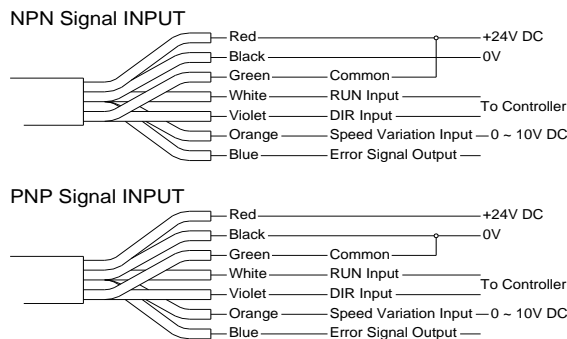 NPN Signal INPUT
Red +24V DC
Black 0V
Green Common
White RUN Input
To Controller
Violet DIR Input
Orange Speed Variation Input 0 ~ 10V DC
Blue Error Signal Output
PNP Signal INPUT
Red +24V DC
Black 0V
Green Common
White RUN Input
To Controller
Violet DIR Input
Orange Speed Variation Input 0 ~ 10V DC
Blue Error Signal Output